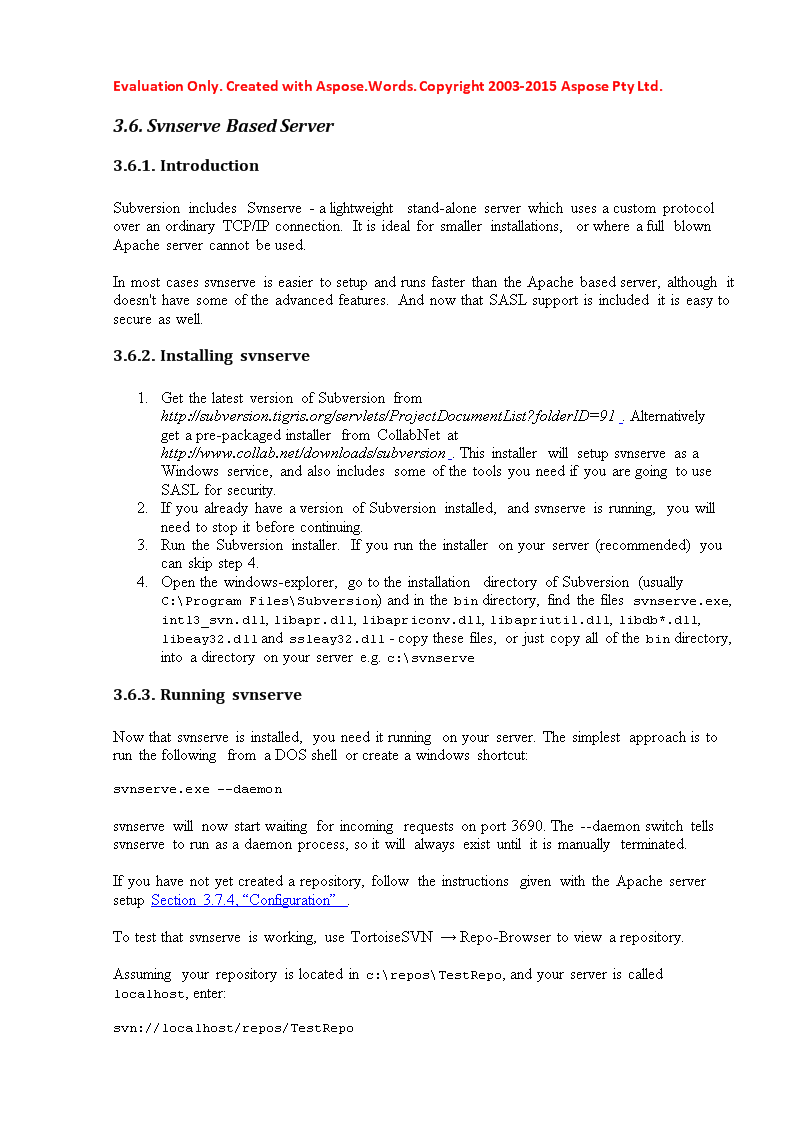 Evaluation Only. Created with Aspose.Words. Copyright 2003-2015 Aspose Pty Ltd.
3.6. Svnserve Based Server
3.6.1. Introduction
Subversion includes Svnserve - a lightweight stand-alone server which uses a custom protocol
over an ordinary TCP/IP connection. It is ideal for smaller installations, or where a full blown
Apache server cannot be used.
In most cases svnserve is easier to setup and runs faster than the Apache based server, although it
doesn't have some of the advanced features. And now that SASL support is included it is easy to
secure as well.
3.6.2. Installing svnserve
1. Get the latest version of Subversion from
http://subversion.tigris.org/servlets/ProjectDocumentList?folderID=91 . Alternatively
get a pre-packaged installer from CollabNet at
http://www.collab.net/downloads/subversion . This installer will setup svnserve as a
Windows service, and also includes some of the tools you need if you are going to use
SASL for security.
2. If you already have a version of Subversion installed, and svnserve is running, you will
need to stop it before continuing.
3. Run the Subversion installer. If you run the installer on your server (recommended) you
can skip step 4.
4. Open the windows-explorer, go to the installation directory of Subversion (usually
C:\Program Files\Subversion) and in the bin directory, find the files svnserve.exe,
intl3_svn.dll, libapr.dll, libapriconv.dll, libapriutil.dll, libdb*.dll,
libeay32.dll and ssleay32.dll - copy these files, or just copy all of the bin directory,
into a directory on your server e.g. c:\svnserve
3.6.3. Running svnserve
Now that svnserve is installed, you need it running on your server. The simplest approach is to
run the following from a DOS shell or create a windows shortcut:
svnserve.exe --daemon
svnserve will now start waiting for incoming requests on port 3690. The --daemon switch tells
svnserve to run as a daemon process, so it will always exist until it is manually terminated.
If you have not yet created a repository, follow the instructions given with the Apache server
setup Section 3.7.4, “Configuration” .
To test that svnserve is working, use TortoiseSVN → Repo-Browser to view a repository.
Assuming your repository is located in c:\repos\TestRepo, and your server is called
localhost, enter:
svn://localhost/repos/TestRepo